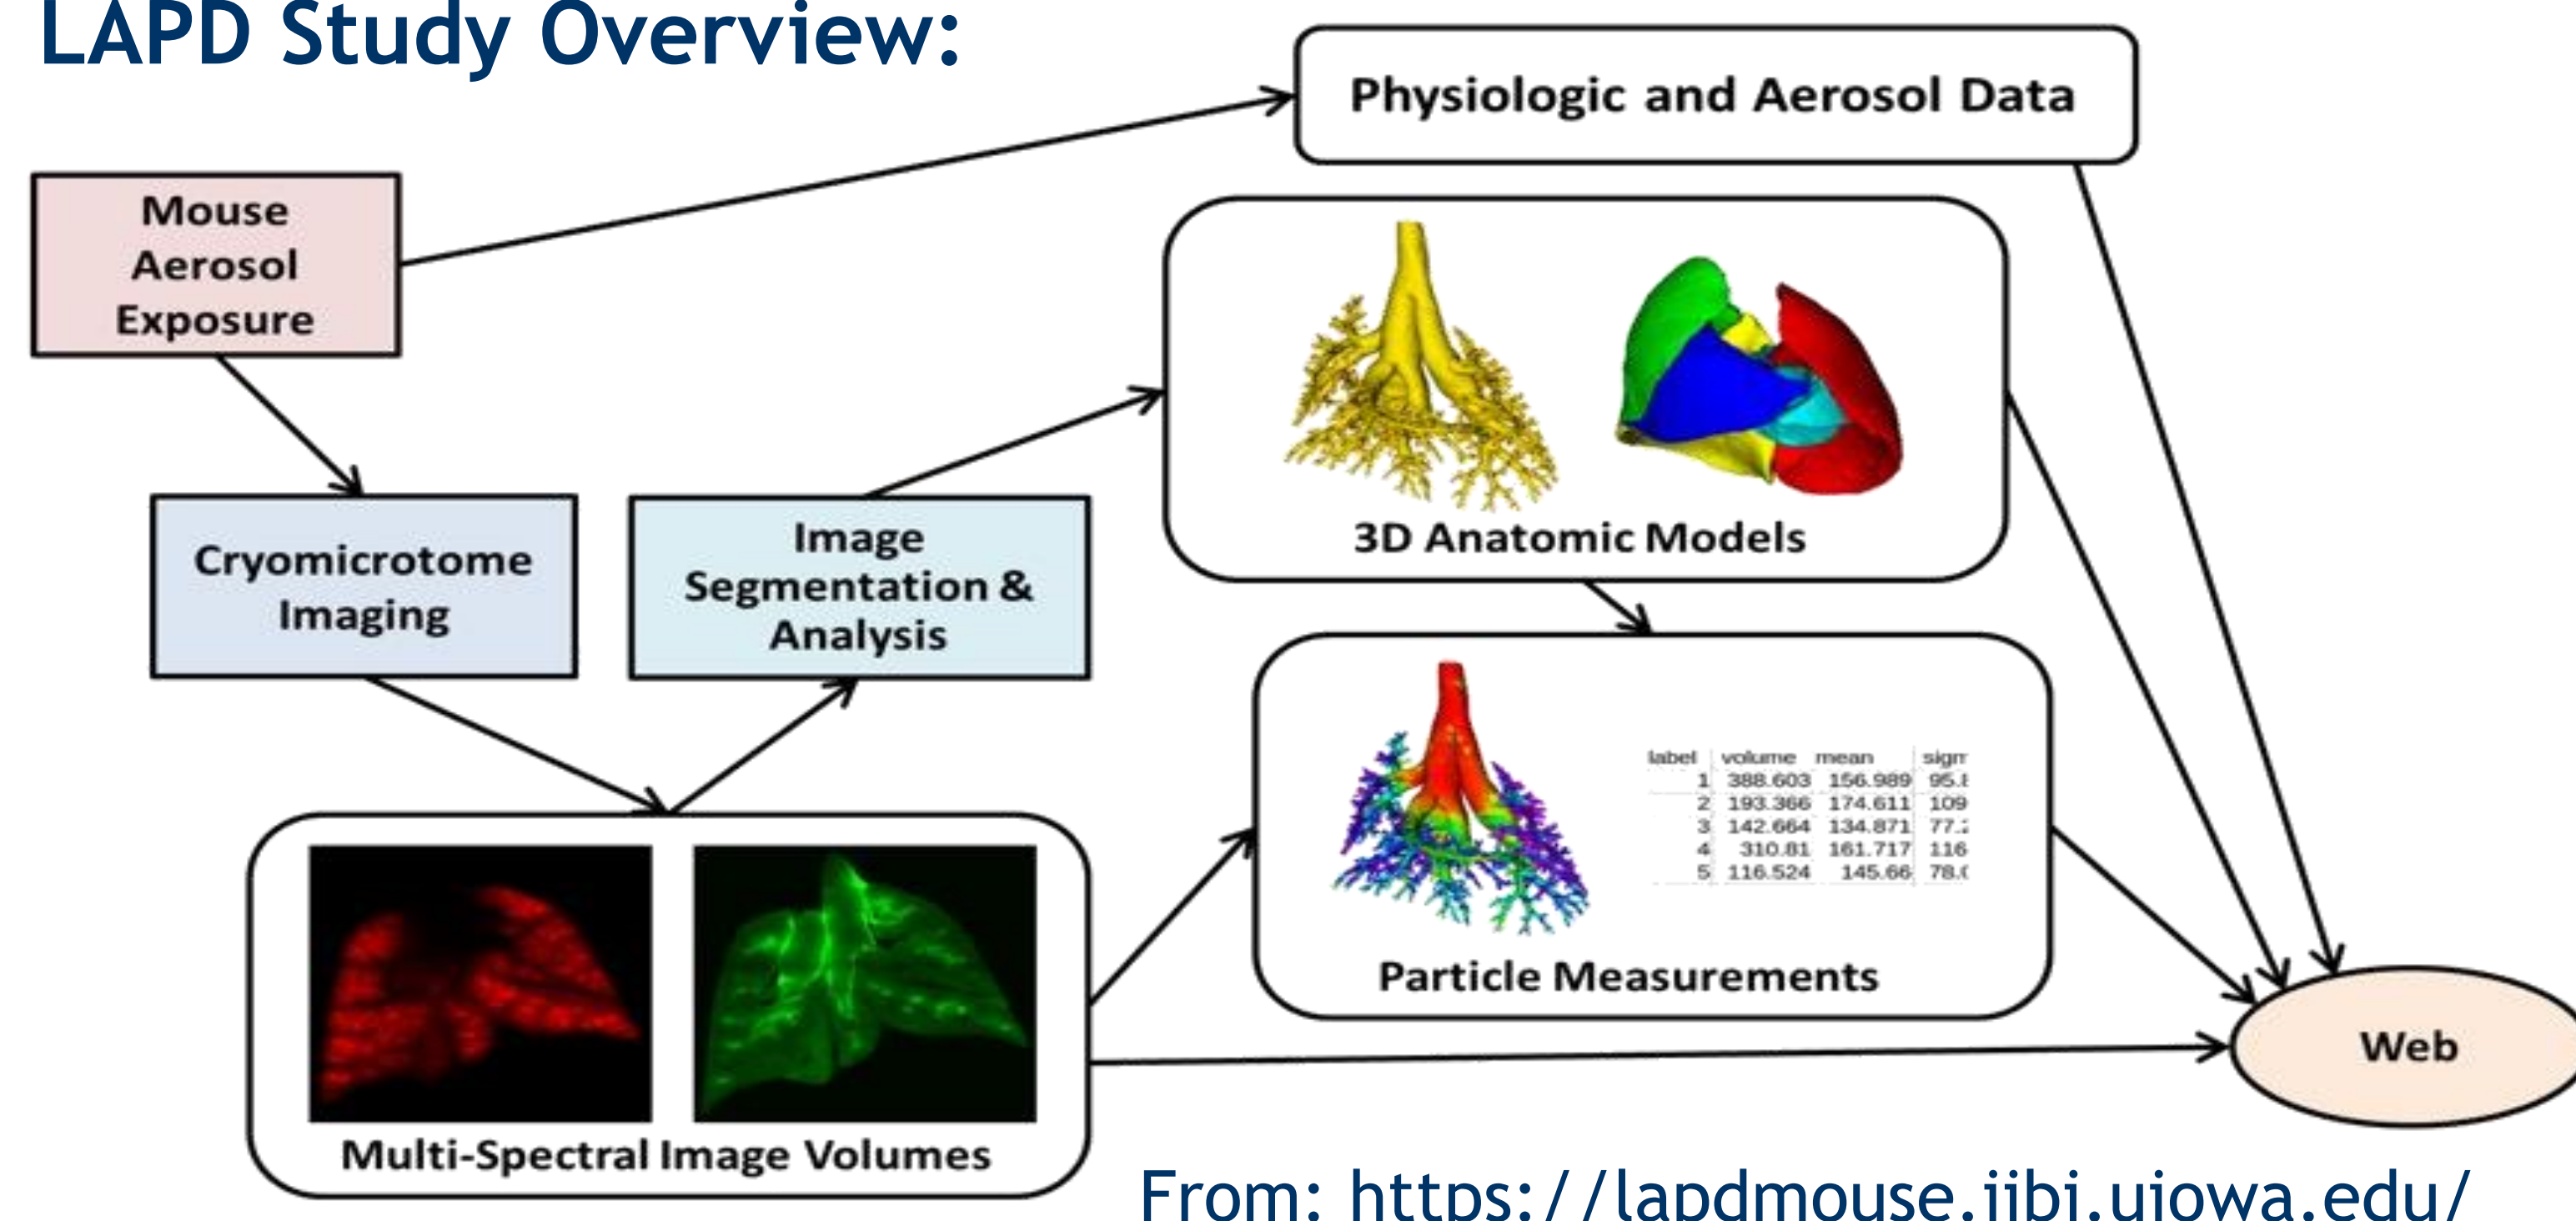 LAPD Study Overview:
Physiologic and Aerosol Data
Mouse
Aerosol
Exposure
Cryomicrotome
Imaging
Image
Segmentation &
Analysis
3D Anatomic Models
label volume mean
1 388.603 156.989
2 193.366 174.611 109
3 142.664 134.871
4 310.81 161.717 116
5 116.524 145.66
Particle Measurements
Web
Multi-Spectral Image Volumes
From: https://lapdmouse.iibi.uiowa.edu/